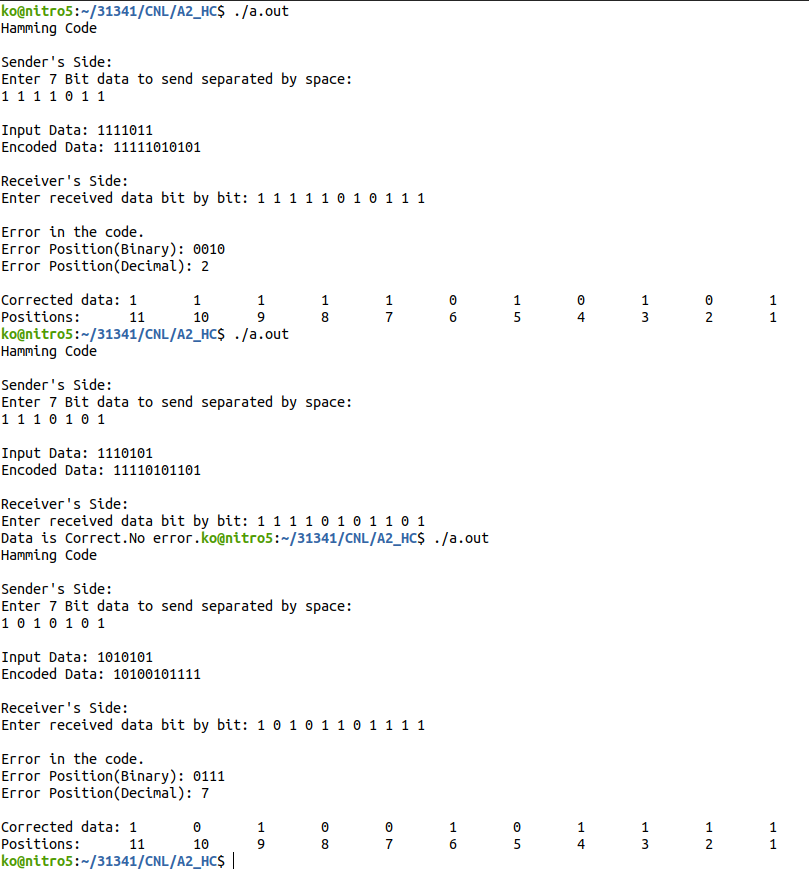 ko@nitro5:~/31341/CNL/A2_HC$ ./a.out
Hamming Code
Sender's Side:
Enter 7 Bit data to send separated by space:
1 1 1 1 0 1 1
Input Data: 1111011
Encoded Data: 11111010101
Receiver's Side:
Enter received data bit by bit: 1 1 1 1 1 0 1 0 1 1 1
Error in the code.
Error Position(Binary): 0010
Error Position(Decimal): 2
Corrected data: 1 1 1 1 1 0 1 0 1 0 1
Positions: 11 10 9 8 7 6 5 4 3 2 1
ko@nitro5:~/31341/CNL/A2_HC$ ./a.out
Hamming Code
Sender's Side:
Enter 7 Bit data to send separated by space:
1 1 1 0 1 0 1
Input Data: 1110101
Encoded Data: 11110101101
Receiver's Side:
Enter received data bit by bit: 1 1 1 1 0 1 0 1 1 0 1
Data is Correct.No error.ko@nitro5:~/31341/CNL/A2_HC$ ./a.out
Hamming Code
Sender's Side:
Enter 7 Bit data to send separated by space:
1 0 1 0 1 0 1
Input Data: 1010101
Encoded Data: 10100101111
Receiver's Side:
Enter received data bit by bit: 1 0 1 0 1 1 0 1 1 1 1
Error in the code.
Error Position(Binary): 0111
Error Position(Decimal): 7
Corrected data: 1 0 1 0 0 1 0 1 1 1 1
Positions: 11 10 9 8 7 6 5 4 3 2 1
ko@nitro5:~/31341/CNL/A2_HC$